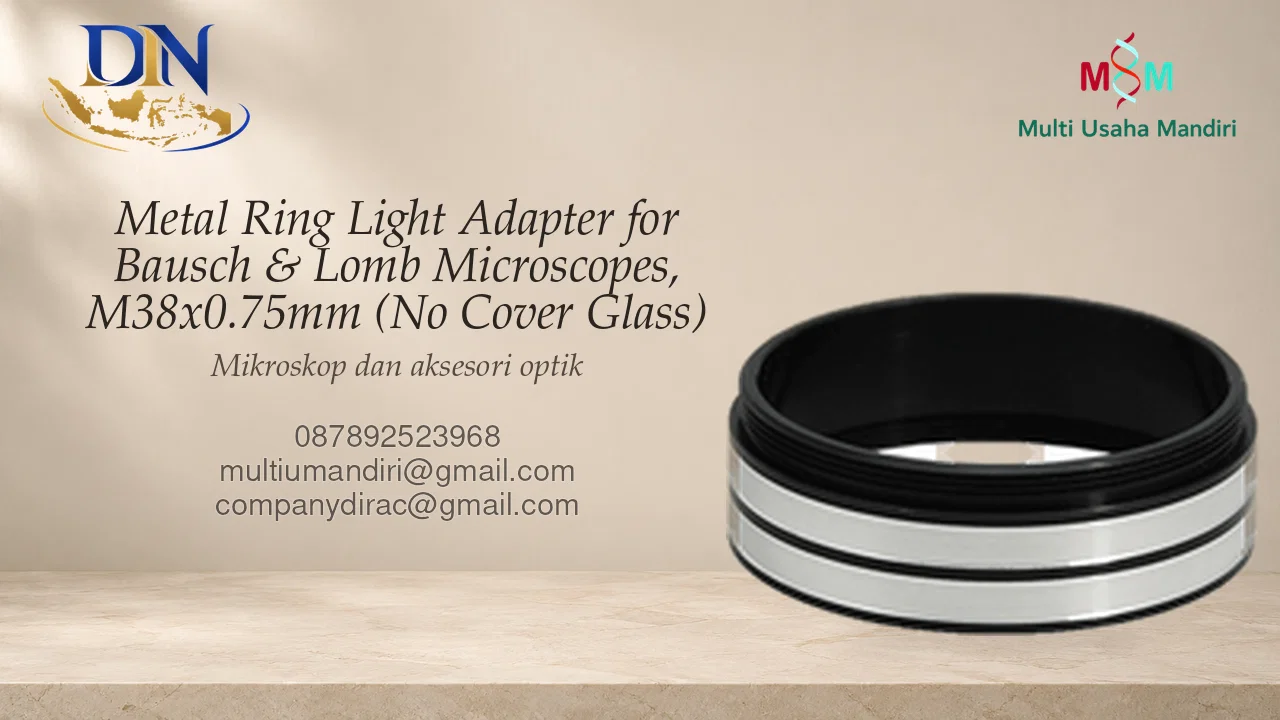 DIN
M M
Multi Usaha Mandiri
Metal Ring Light Adapter for
Bausch & Lomb Microscopes,
M38x0.75mm (No Cover Glass)
Mikroskop dan aksesori optik
087892523968
multiumandiri@gmail.com
companydirac@gmail.com